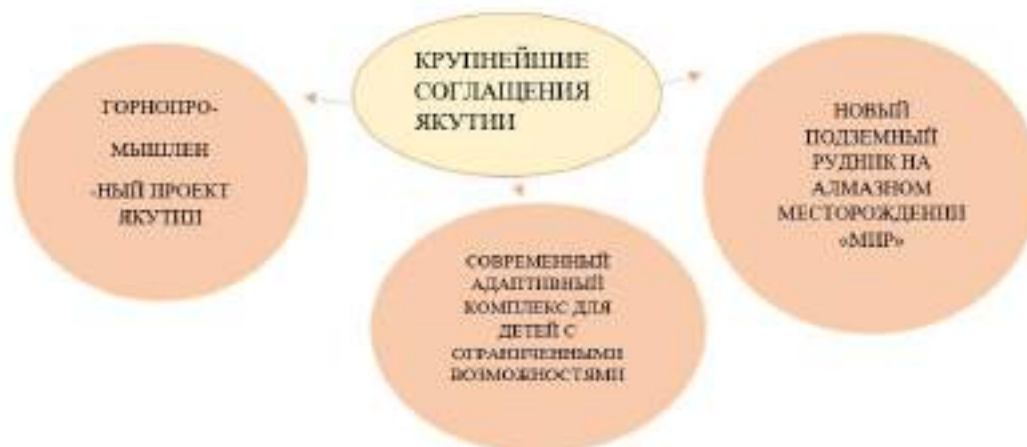 КРУПНЕЙШИЕ
СОГЛАЩЕНИЯ
ЯКУТИИ
ГОРНОПРО-
МЫШЛЕН
-НЫЙ ПРОЕКТ
ЯКУТИИ
СОВРЕМЕННЫЙ
АДАПТИВНЫЙ
КОМПЛЕКС ДЛЯ
ДЕТЕЙ С
ОГРАНИЧЕННЫМИ
ВОЗМОЖНОСТЯМИ
НОВЫЙ
ПОДЗЕМНЫЙ
РУДНИК НА
АЛМАЗНОМ
МЕСТОРОЖДЕНИИ
«МИР»